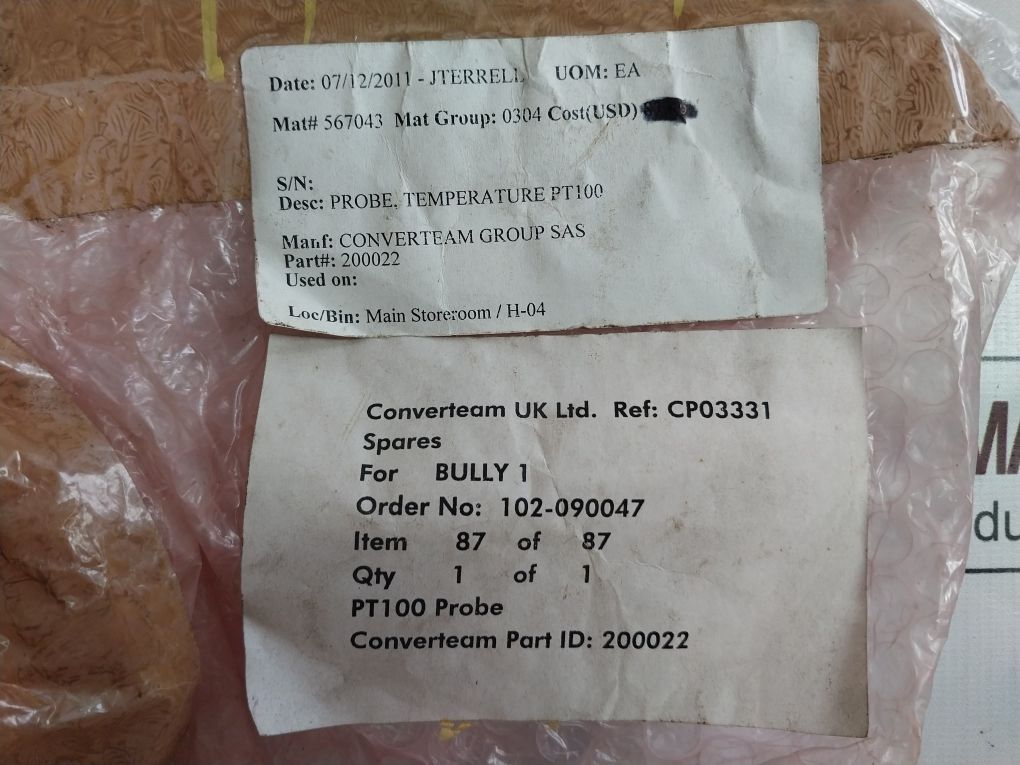 Date: 07/12/2011 - JTERRELL UOM: EA
Mat# 567043 Mat Group: 0304 Cost(USD)
S/N:
Desc: PROBE, TEMPERATURE PT100
Manf: CONVERTEAM GROUP SAS
Part#: 200022
Used on:
Loc/Bin: Main Storeroom / H-04
Converteam UK Ltd. Ref: CP03331
Spares
For BULLY 1
Order No: 102-090047
Item 87 of 87
Qty 1 of 1
PT100 Probe
Converteam Part ID: 200022